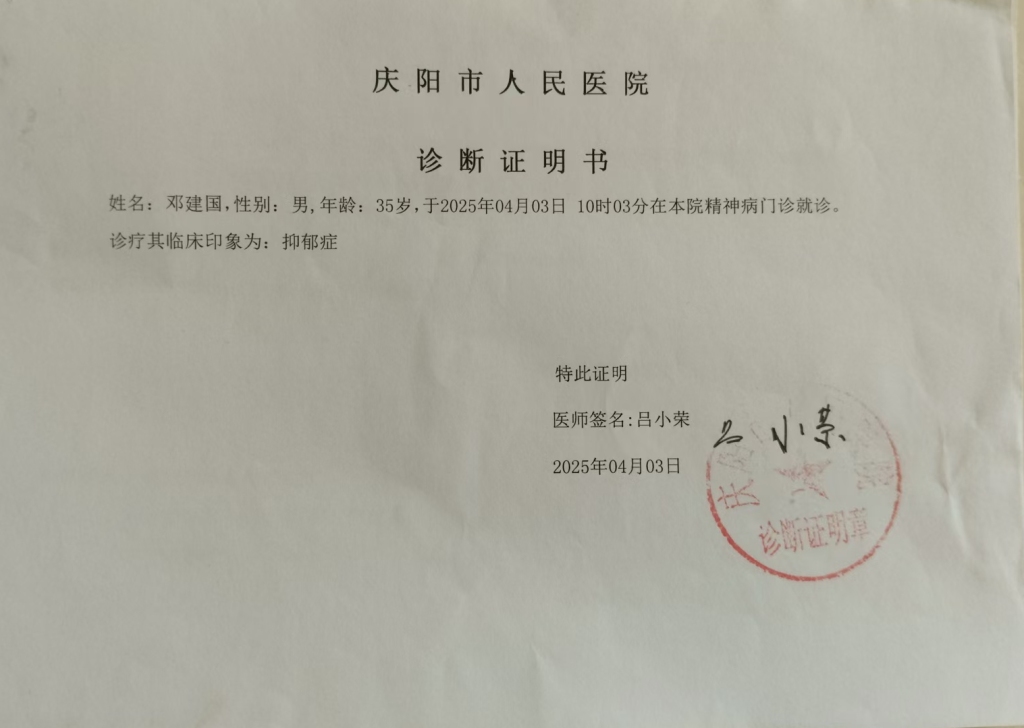 庆阳市人民医院
诊断证明书
姓名：邓建国,性别：男,年龄：35岁,于2025年04月03日 10时03分在本院精神病门诊就诊。
诊疗其临床印象为：抑郁症
特此证明
医师签名:吕小荣
吕小荣
2025年04月03日
诊断证明章